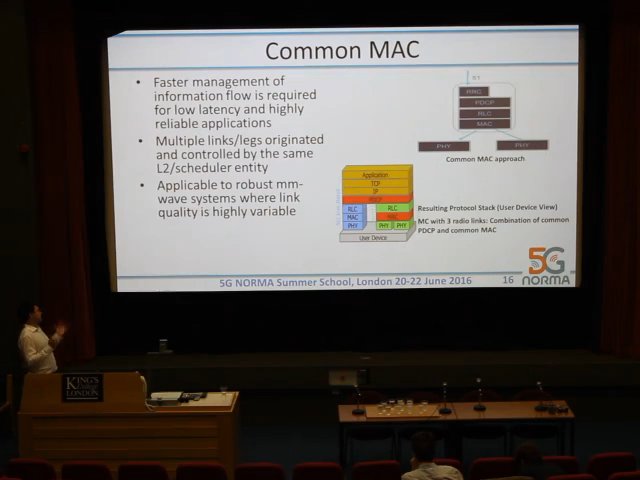 Common MAC
• Faster management of
information flow is required
for low latency and highly
reliable applications
• Multiple links/legs originated
and controlled by the same
L2/scheduler entity
• Applicable to robust mm-
wave systems where link
quality is highly variable
S1
RRC
PDCP
RLC
MAC
PHY PHY
Common MAC approach
Application
TCP
IP
PDCP
RLC RLC
MAC MAC
PHY PHY PHY
User Device
Resulting Protocol Stack (User Device View)
MC with 3 radio links: Combination of common
PDCP and common MAC
5G NORMA Summer School, London 20-22 June 2016 16
5G
NORMA
KING'S
College
LONDON